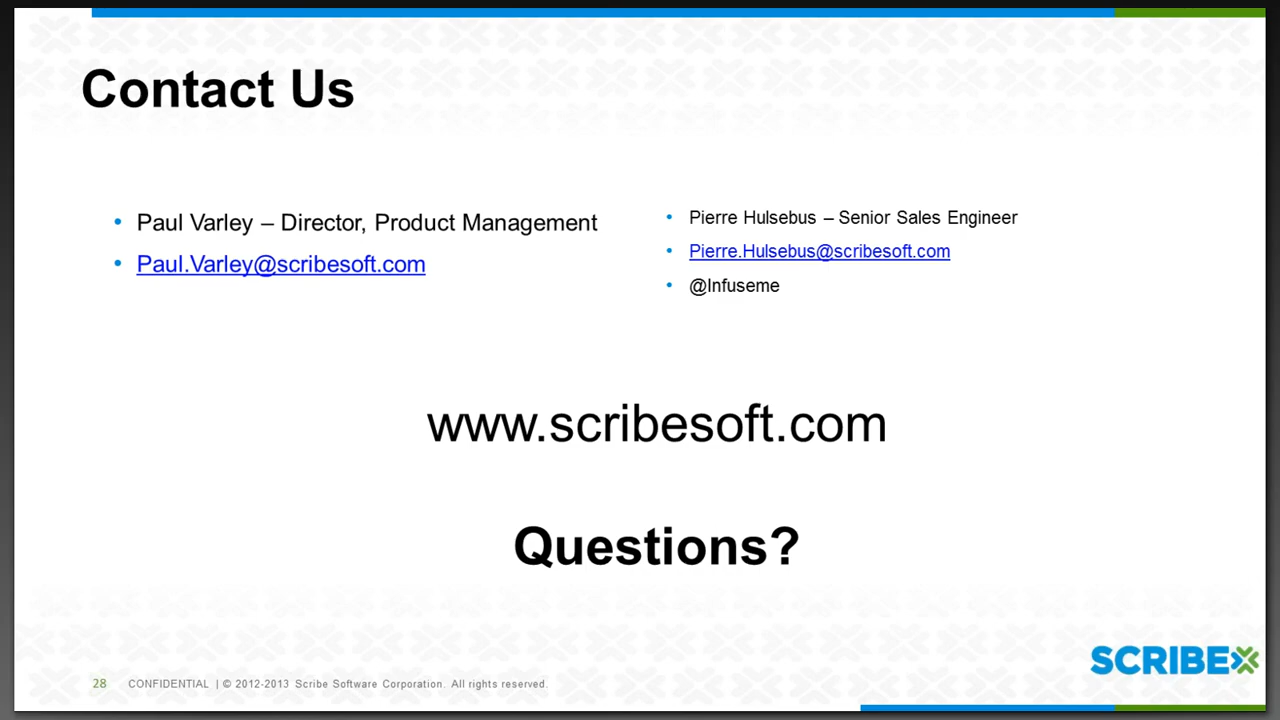 Contact Us
Paul Varley – Director, Product Management
Paul.Varley@scribesoft.com
Pierre Hulsebus – Senior Sales Engineer
Pierre.Hulsebus@scribesoft.com
@Infuseme
www.scribesoft.com
Questions?
SCRIBE
28 CONFIDENTIAL | © 2012-2013 Scribe Software Corporation. All rights reserved.